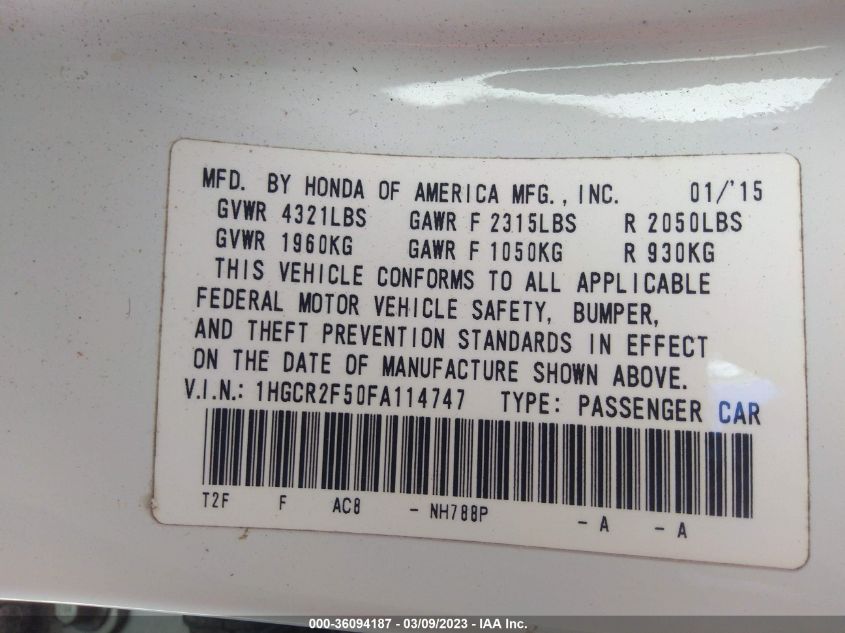 MFD. BY HONDA OF AMERICA MFG., INC. 01/'15
GVWR 4321LBS GAWR F 2315LBS R 2050LBS
GVWR 1960KG GAWR F 1050KG R 930KG
THIS VEHICLE CONFORMS TO ALL APPLICABLE
FEDERAL MOTOR VEHICLE SAFETY, BUMPER,
AND THEFT PREVENTION STANDARDS IN EFFECT
ON THE DATE OF MANUFACTURE SHOWN ABOVE.
V.I.N.: 1HGCR2F50FA114747 TYPE: PASSENGER CAR
T2F F AC8 - NH788P - A - A
000-36094187 - 03/09/2023 - IAA Inc.